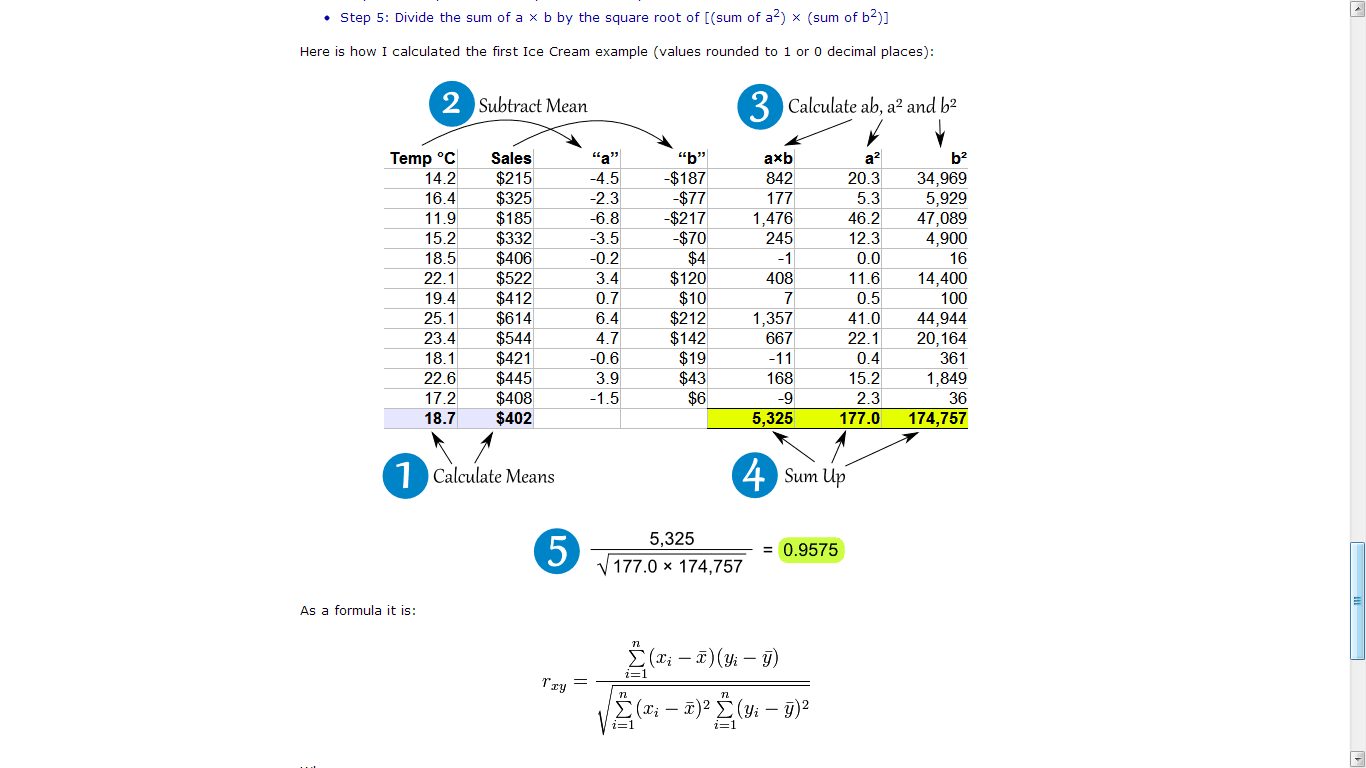 • Step 5: Divide the sum of a × b by the square root of [(sum of a²) × (sum of b²)]
Here is how I calculated the first Ice Cream example (values rounded to 1 or 0 decimal places):
2 Subtract Mean 3 Calculate ab, a² and b²
Temp °C Sales “a” “b” a×b a² b²
14.2 $215 -4.5 -$187 842 20.3 34,969
16.4 $325 -2.3 -$77 177 5.3 5,929
11.9 $185 -6.8 -$217 1,476 46.2 47,089
15.2 $332 -3.5 -$70 245 12.3 4,900
18.5 $406 -0.2 $4 -1 0.0 16
22.1 $522 3.4 $120 408 11.6 14,400
19.4 $412 0.7 $10 7 0.5 100
25.1 $614 6.4 $212 1,357 41.0 44,944
23.4 $544 4.7 $142 667 22.1 20,164
18.1 $421 -0.6 $19 -11 0.4 361
22.6 $445 3.9 $43 168 15.2 1,849
17.2 $408 -1.5 $6 -9 2.3 36
18.7 $402 5,325 177.0 174,757
1 Calculate Means 4 Sum Up
5 5,325 / √(177.0 × 174,757) = 0.9575
As a formula it is:
r_xy = Σ_{i=1}^{n} (x_i − x̄)(y_i − ȳ) / √(Σ_{i=1}^{n} (x_i − x̄)² Σ_{i=1}^{n} (y_i − ȳ)²)